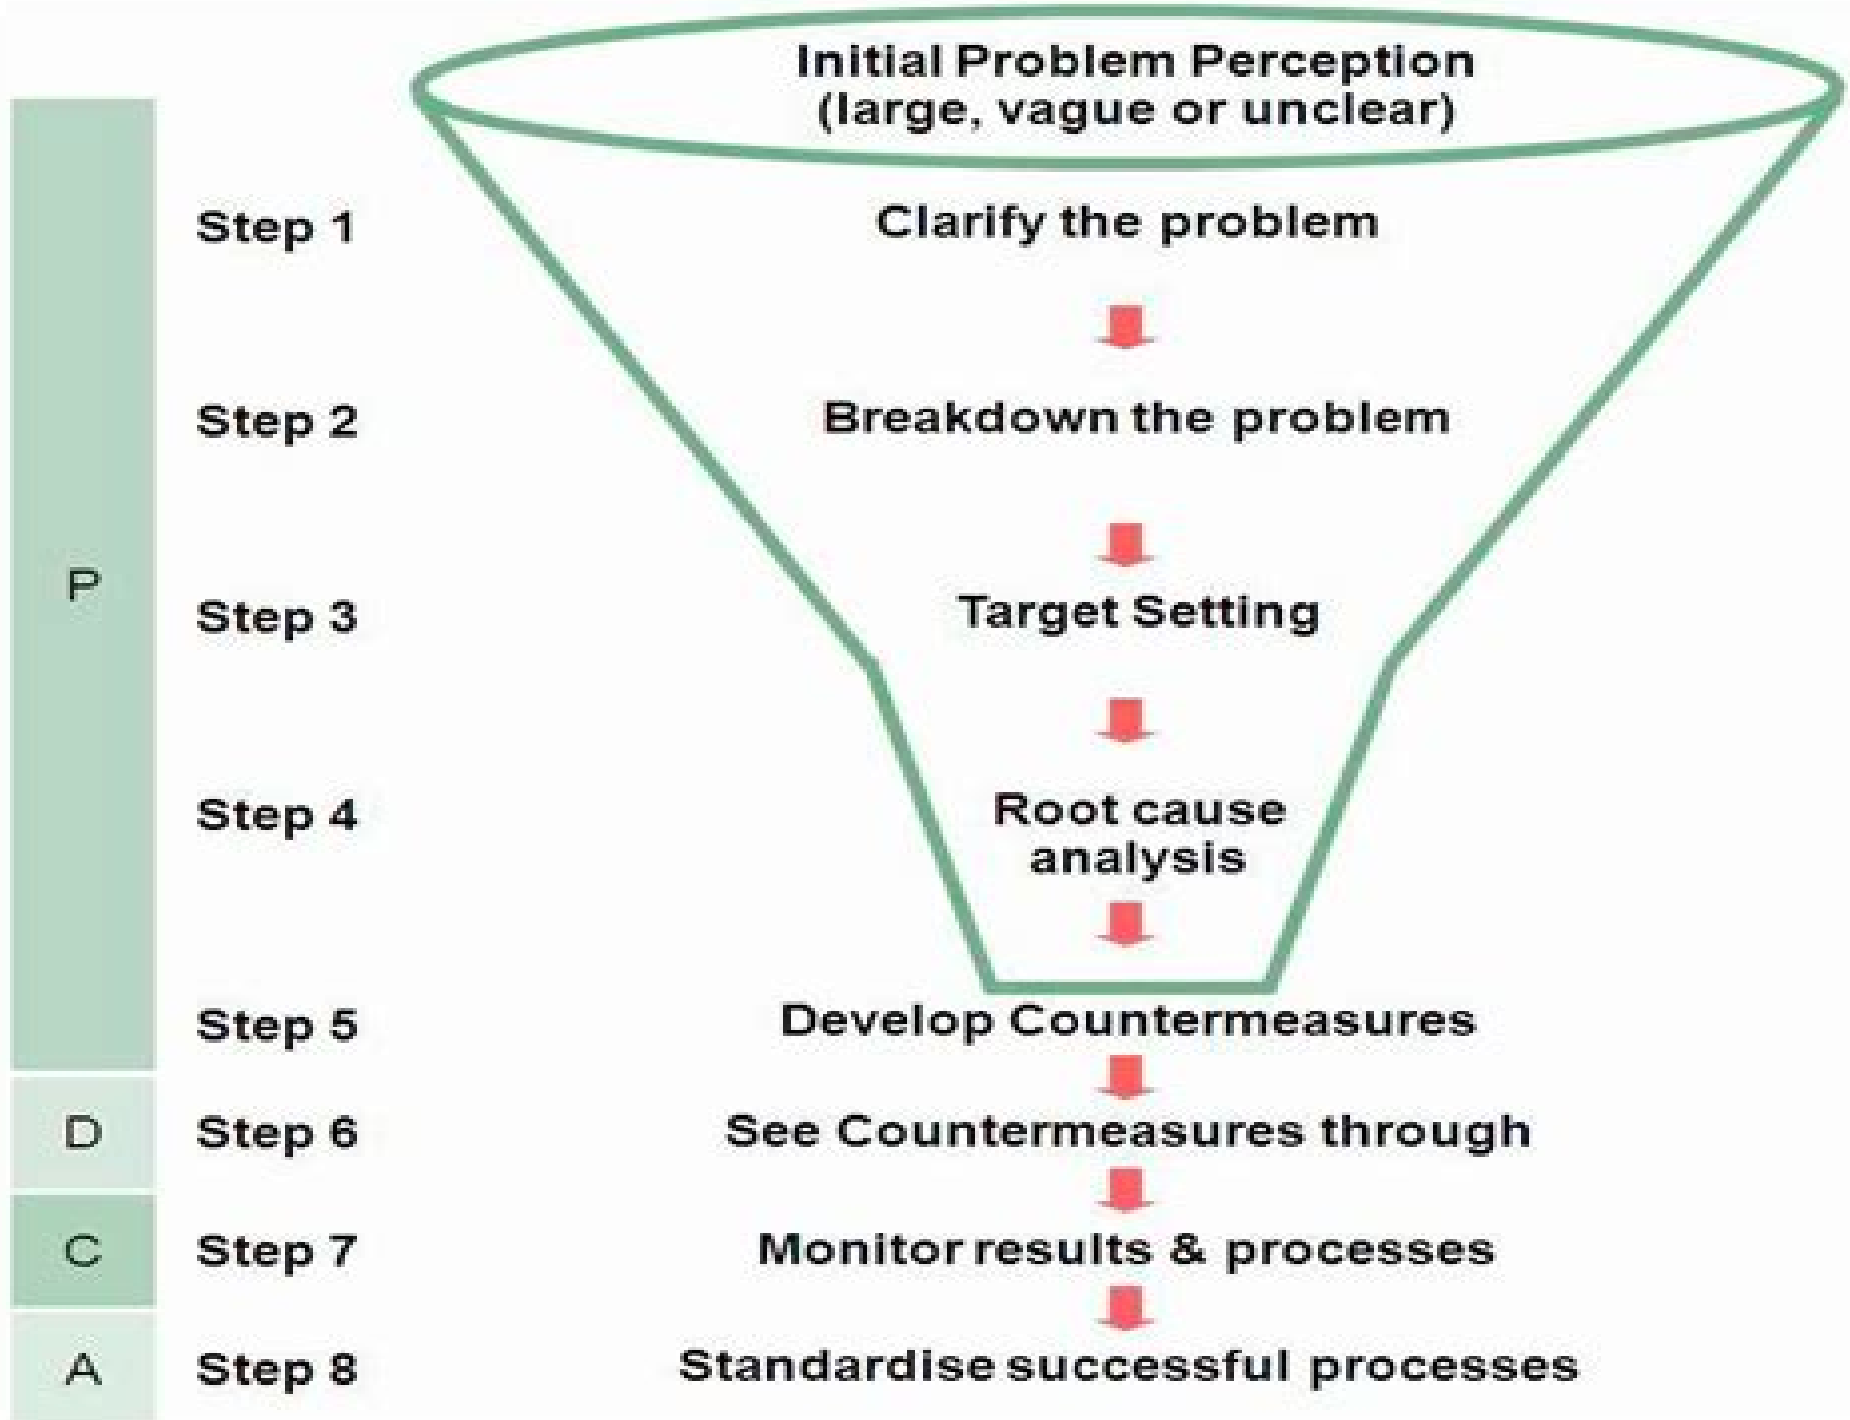 Initial Problem Perception
(large, vague or unclear)
Step 1
Clarify the problem
Step 2
Breakdown the problem
P
Step 3
Target Setting
Step 4
Root cause
analysis
Step 5
Develop Countermeasures
D
Step 6
See Countermeasures through
C
Step 7
Monitor results & processes
A
Step 8
Standardise successful processes